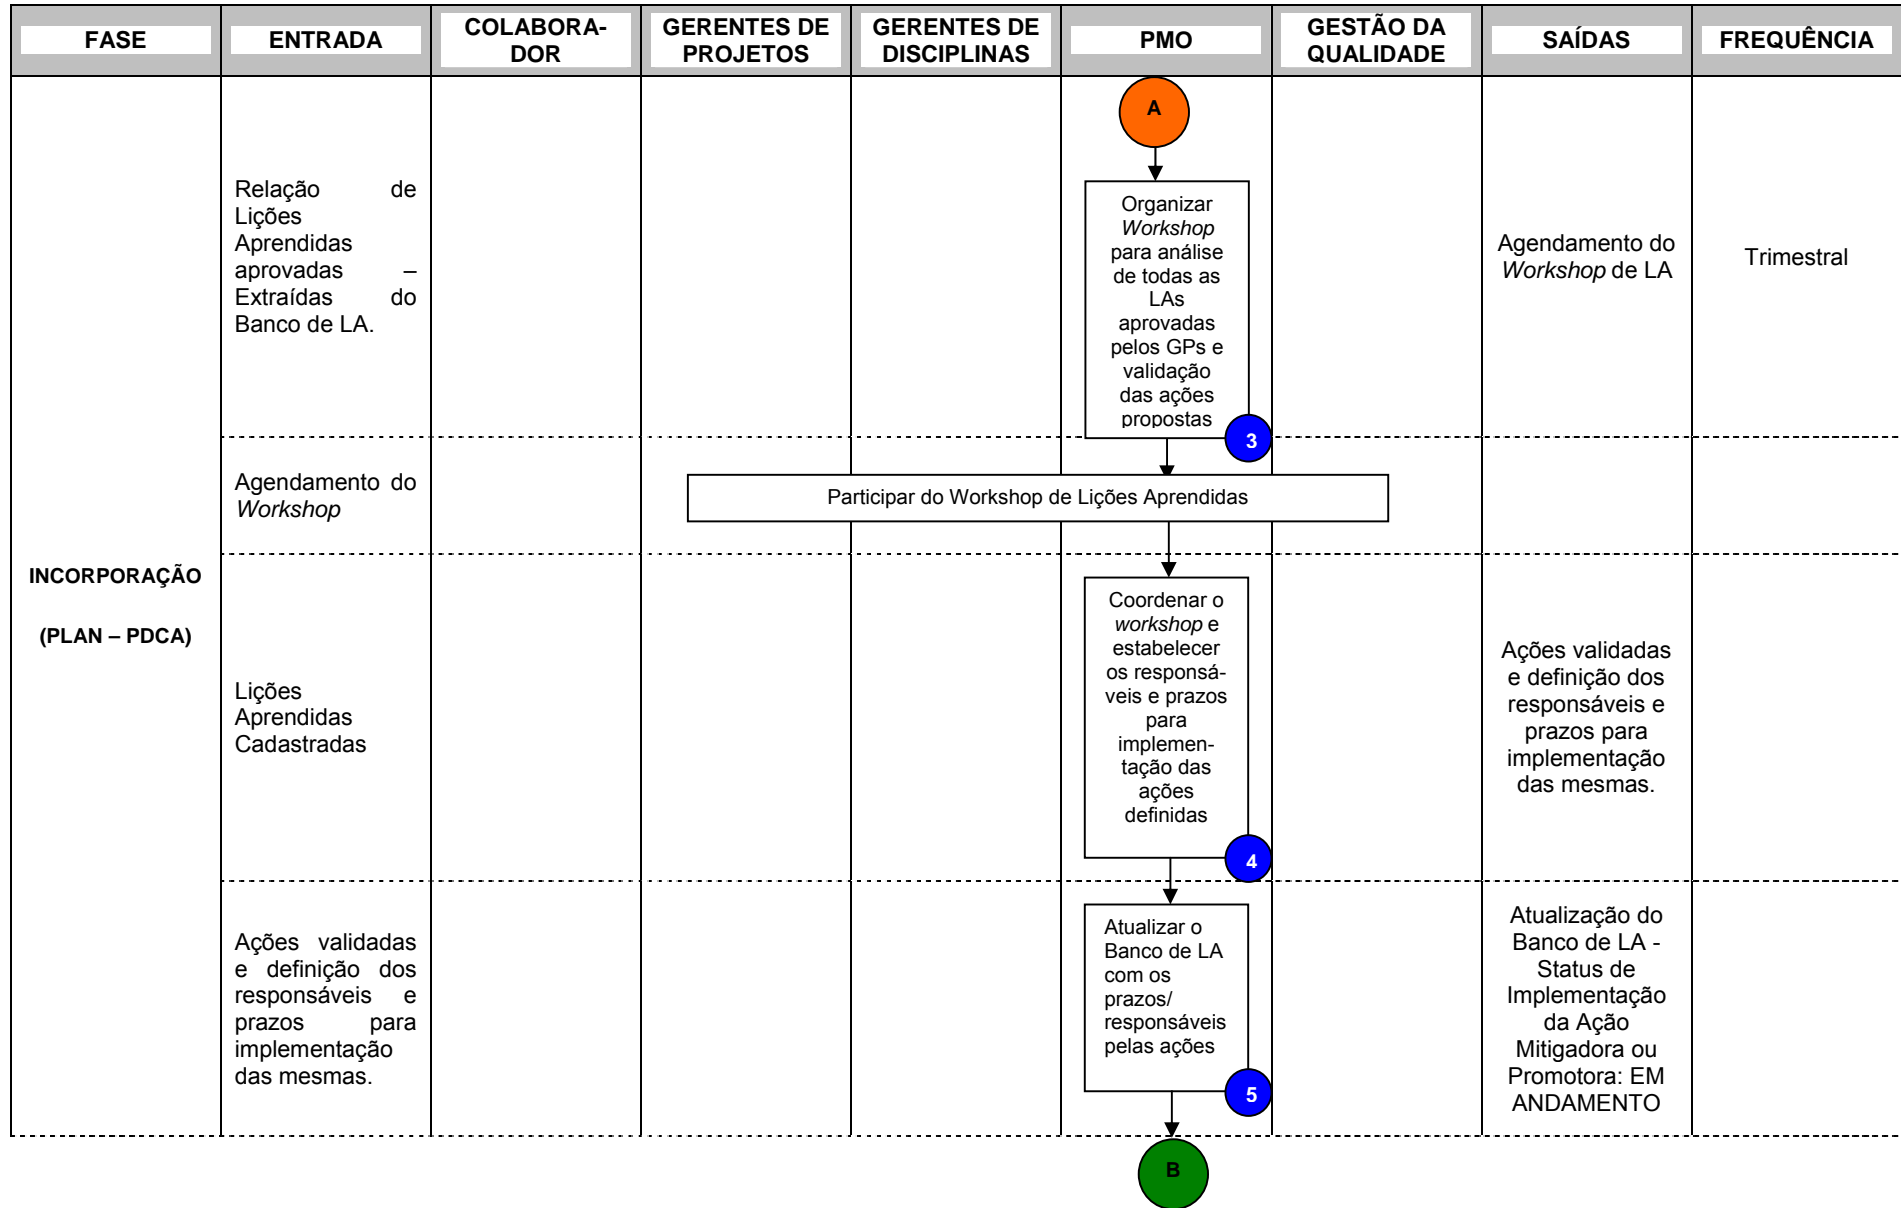 FASE
ENTRADA
COLABORA-
DOR
GERENTES DE
PROJETOS
GERENTES DE
DISCIPLINAS
PMO
GESTÃO DA
QUALIDADE
SAÍDAS
FREQUÊNCIA
INCORPORAÇÃO
(PLAN – PDCA)
Relação de
Lições
Aprendidas
aprovadas –
Extraídas do
Banco de LA.
A
Organizar
Workshop
para análise
de todas as
LAs
aprovadas
pelos GPs e
validação
das ações
propostas
3
Agendamento do
Workshop de LA
Trimestral
Agendamento do
Workshop
Participar do Workshop de Lições Aprendidas
Lições
Aprendidas
Cadastradas
Coordenar o
workshop e
estabelecer
os responsá-
veis e prazos
para
implemen-
tação das
ações
definidas
4
Ações validadas
e definição dos
responsáveis e
prazos para
implementação
das mesmas.
Ações validadas
e definição dos
responsáveis e
prazos para
implementação
das mesmas.
Atualizar o
Banco de LA
com os
prazos/
responsáveis
pelas ações
5
Atualização do
Banco de LA -
Status de
Implementação
da Ação
Mitigadora ou
Promotora: EM
ANDAMENTO
B